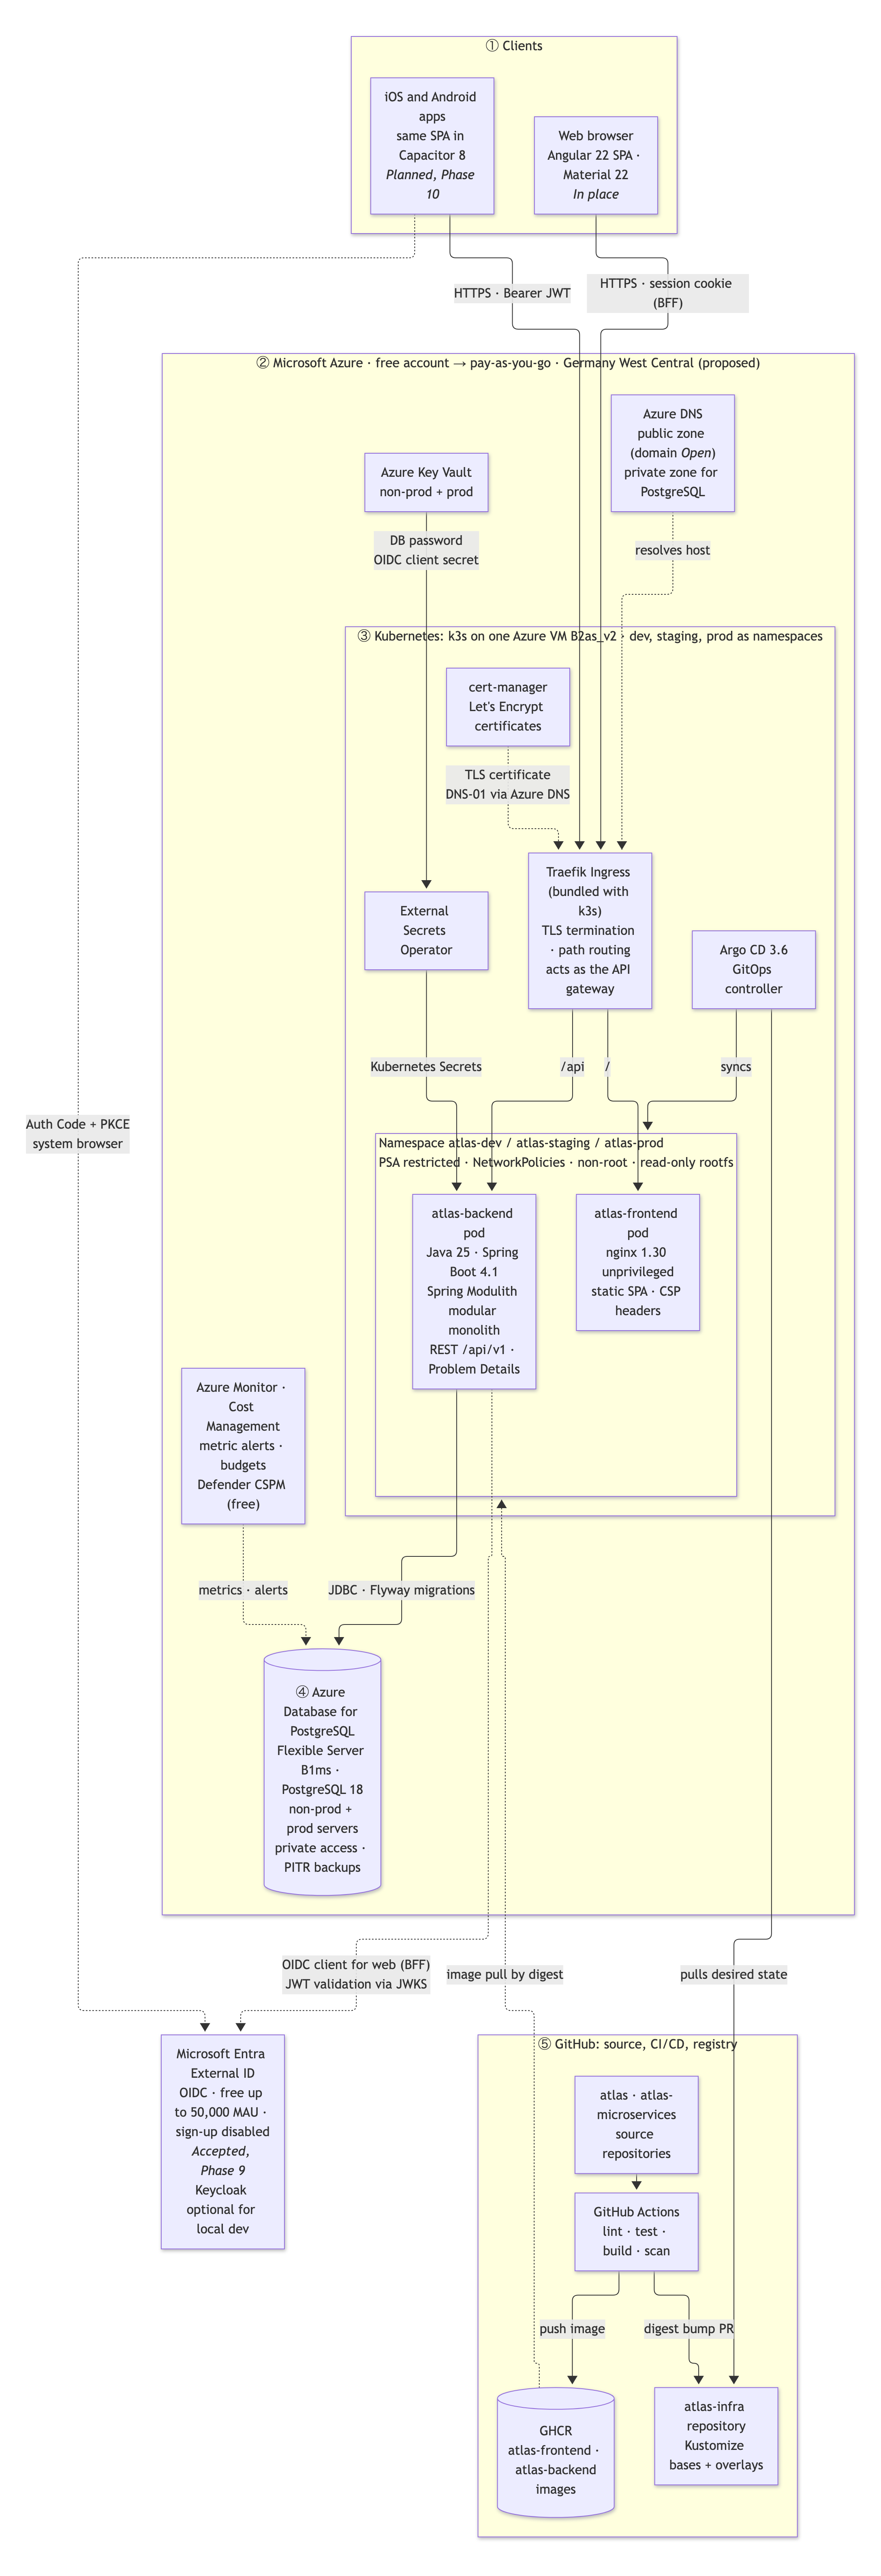 ① Clients
iOS and Android
apps
same SPA in
Capacitor 8
Planned, Phase
10
Web browser
Angular 22 SPA ·
Material 22
In place
HTTPS · Bearer JWT
HTTPS · session cookie
(BFF)
② Microsoft Azure · free account → pay-as-you-go · Germany West Central (proposed)
Azure DNS
public zone
(domain Open)
private zone for
PostgreSQL
Azure Key Vault
non-prod + prod
DB password
OIDC client secret
resolves host
③ Kubernetes: k3s on one Azure VM B2as_v2 · dev, staging, prod as namespaces
cert-manager
Let's Encrypt
certificates
TLS certificate
DNS-01 via Azure DNS
External
Secrets
Operator
Traefik Ingress
(bundled with
k3s)
TLS termination
· path routing
acts as the API
gateway
Argo CD 3.6
GitOps
controller
Kubernetes Secrets
/api
/
syncs
Auth Code + PKCE
system browser
Namespace atlas-dev / atlas-staging / atlas-prod
PSA restricted · NetworkPolicies · non-root · read-only rootfs
atlas-backend
pod
Java 25 · Spring
Boot 4.1
Spring Modulith
modular
monolith
REST /api/v1 ·
Problem Details
atlas-frontend
pod
nginx 1.30
unprivileged
static SPA · CSP
headers
Azure Monitor ·
Cost
Management
metric alerts ·
budgets
Defender CSPM
(free)
metrics · alerts
JDBC · Flyway migrations
④ Azure
Database for
PostgreSQL
Flexible Server
B1ms ·
PostgreSQL 18
non-prod +
prod servers
private access ·
PITR backups
OIDC client for web (BFF)
JWT validation via JWKS
image pull by digest
pulls desired state
Microsoft Entra
External ID
OIDC · free up
to 50,000 MAU ·
sign-up disabled
Accepted,
Phase 9
Keycloak
optional for
local dev
⑤ GitHub: source, CI/CD, registry
atlas · atlas-
microservices
source
repositories
GitHub Actions
lint · test ·
build · scan
push image
digest bump PR
GHCR
atlas-frontend ·
atlas-backend
images
atlas-infra
repository
Kustomize
bases + overlays